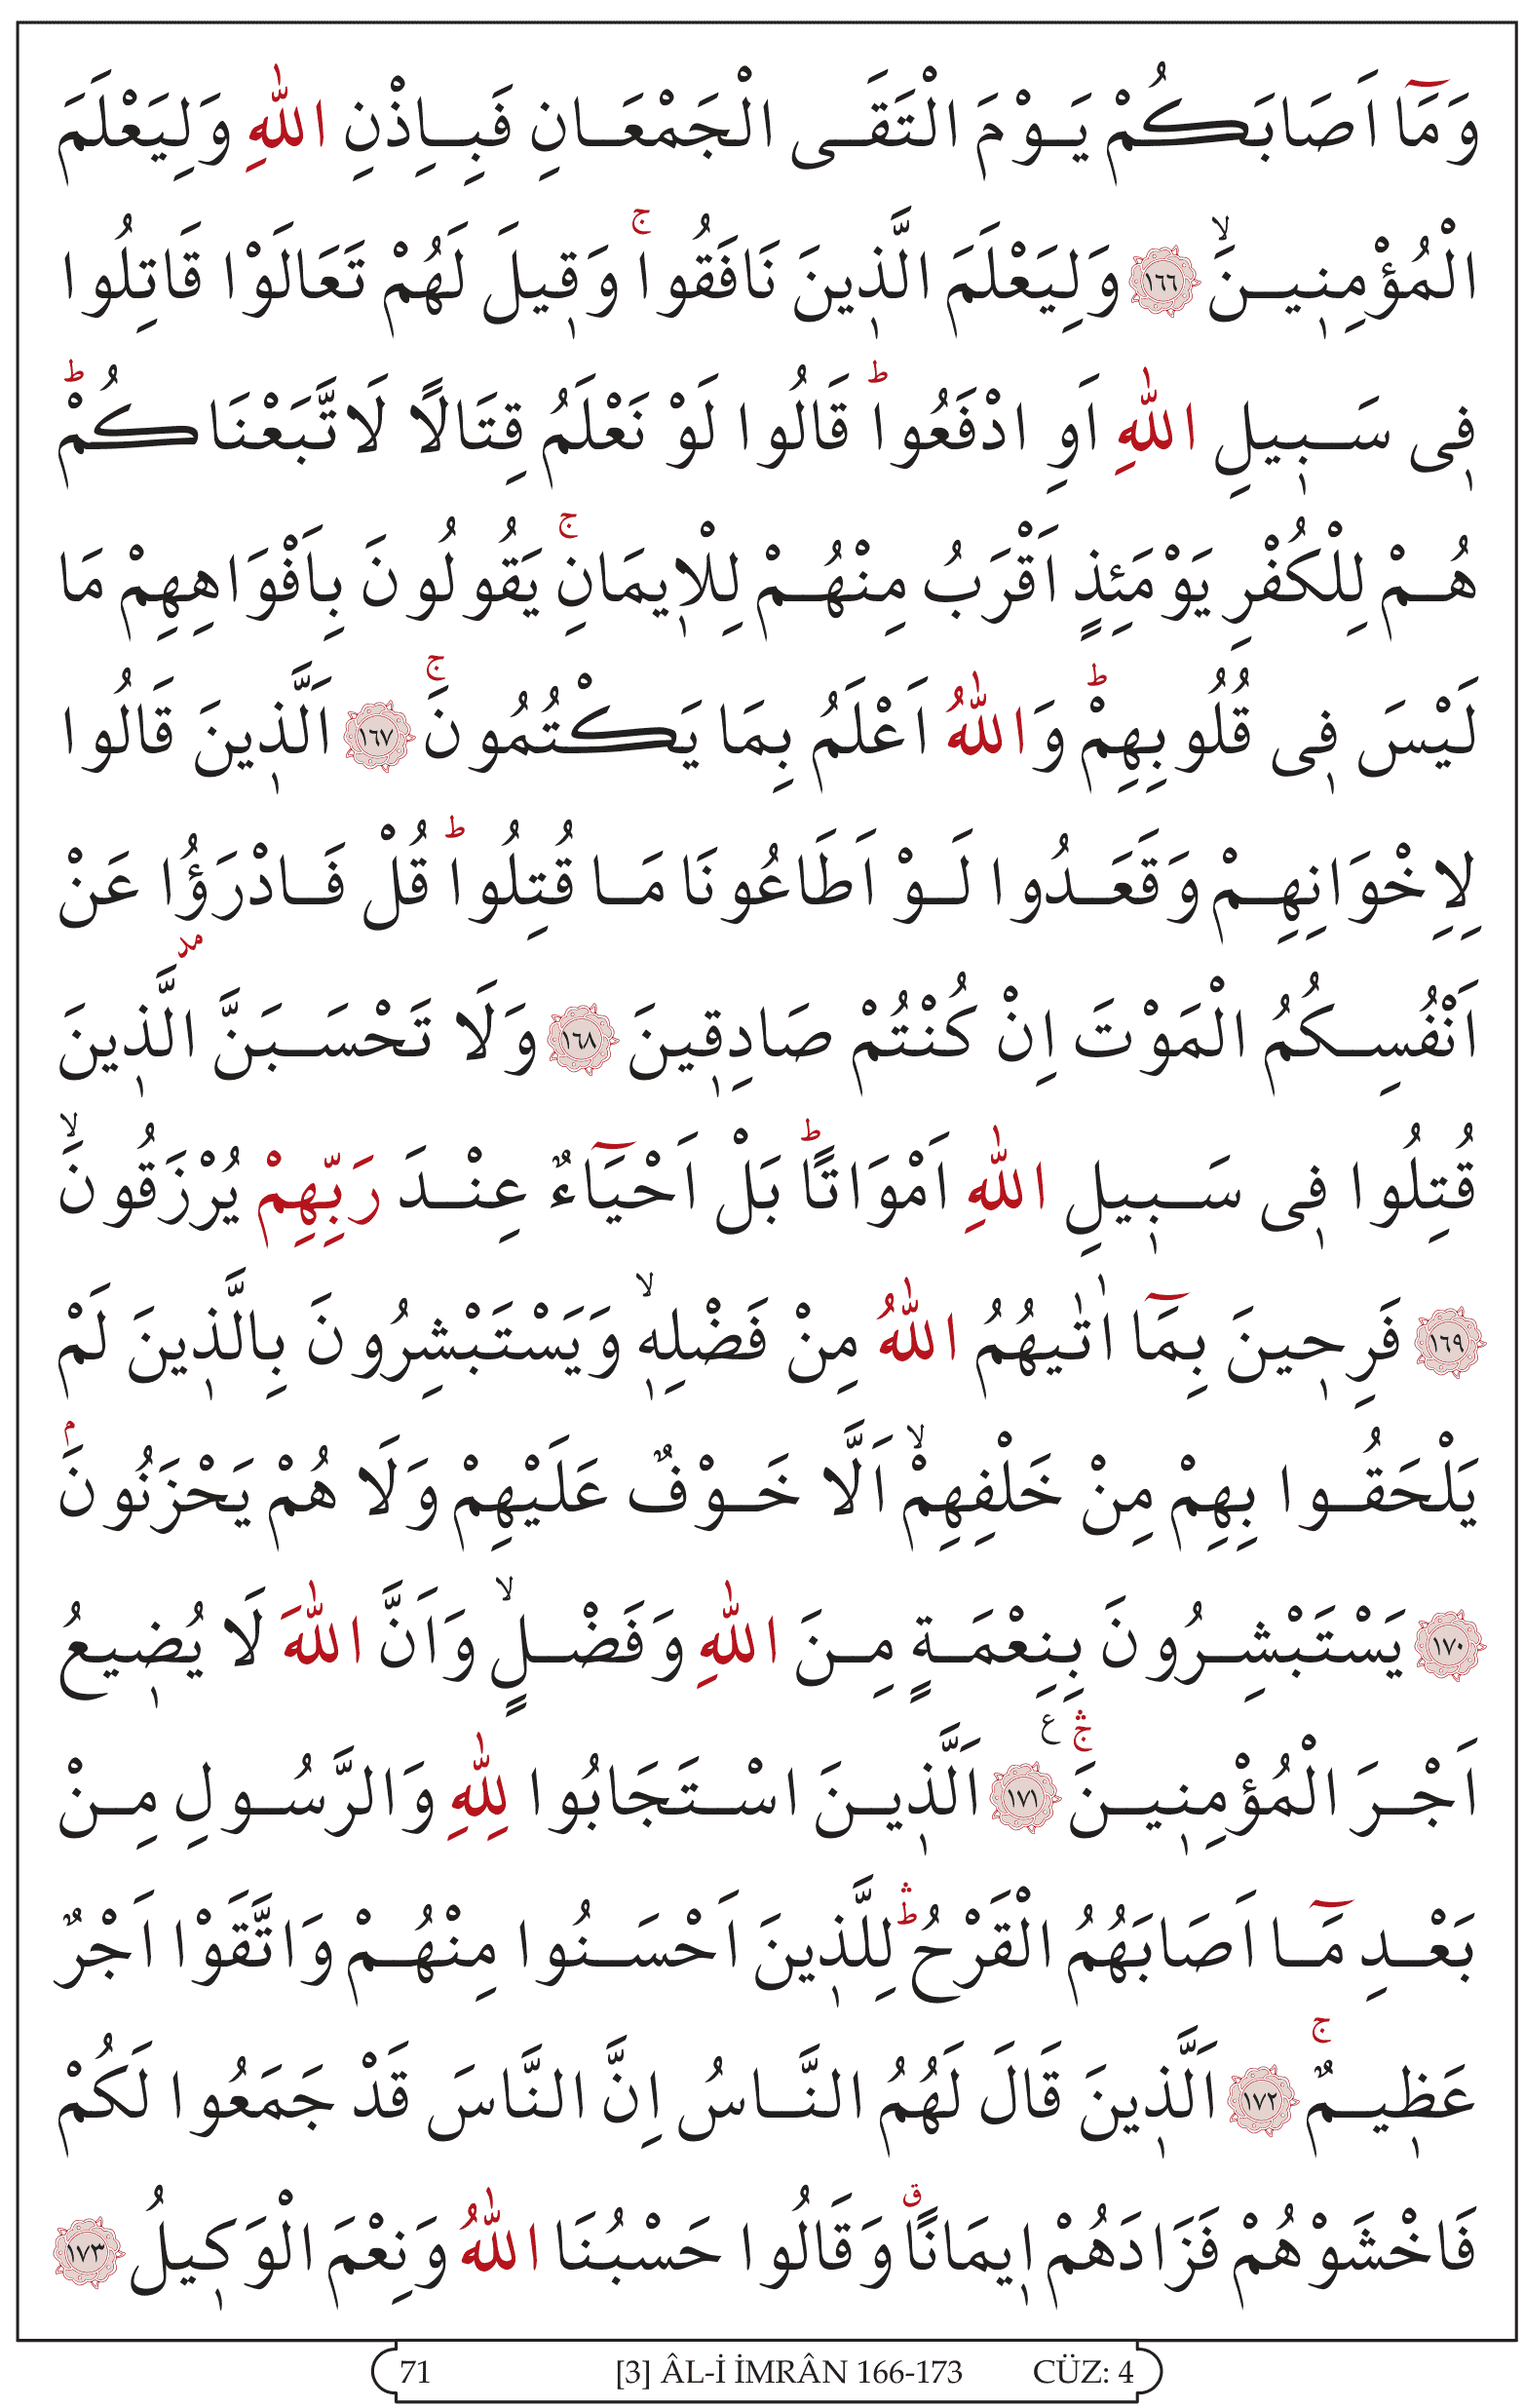 وَمَٓا اَصَابَكُمْ يَوْمَ الْتَقَى الْجَمْعَانِ فَبِاِذْنِ اللّٰهِ وَلِيَعْلَمَ
الْمُؤْمِن۪ينَۙ ﴿١٦٦﴾ وَلِيَعْلَمَ الَّذ۪ينَ نَافَقُواۚ وَق۪يلَ لَهُمْ تَعَالَوْا قَاتِلُوا
ف۪ى سَب۪يلِ اللّٰهِ اَوِ ادْفَعُواۜ قَالُوا لَوْ نَعْلَمُ قِتَالًا لَاتَّبَعْنَاكُمْۜ
هُمْ لِلْكُفْرِ يَوْمَئِذٍ اَقْرَبُ مِنْهُمْ لِلْا۪يمَانِۚ يَقُولُونَ بِاَفْوَاهِهِمْ مَا
لَيْسَ ف۪ى قُلُوبِهِمْۜ وَاللّٰهُ اَعْلَمُ بِمَا يَكْتُمُونَۚ ﴿١٦٧﴾ اَلَّذ۪ينَ قَالُوا
لِاِخْوَانِهِمْ وَقَعَدُوا لَوْ اَطَاعُونَا مَا قُتِلُواۜ قُلْ فَادْرَؤُ۫ا عَنْ
اَنْفُسِكُمُ الْمَوْتَ اِنْ كُنْتُمْ صَادِق۪ينَ ﴿١٦٨﴾ وَلَا تَحْسَبَنَّ الَّذ۪ينَ
قُتِلُوا ف۪ى سَب۪يلِ اللّٰهِ اَمْوَاتًاۜ بَلْ اَحْيَٓاءٌ عِنْدَ رَبِّهِمْ يُرْزَقُونَۙ
﴿١٦٩﴾ فَرِح۪ينَ بِمَٓا اٰتٰيهُمُ اللّٰهُ مِنْ فَضْلِه۪ۙ وَيَسْتَبْشِرُونَ بِالَّذ۪ينَ لَمْ
يَلْحَقُوا بِهِمْ مِنْ خَلْفِهِمْۙ اَلَّا خَوْفٌ عَلَيْهِمْ وَلَا هُمْ يَحْزَنُونَۢ
﴿١٧٠﴾ يَسْتَبْشِرُونَ بِنِعْمَةٍ مِنَ اللّٰهِ وَفَضْلٍۙ وَاَنَّ اللّٰهَ لَا يُض۪يعُ
اَجْرَ الْمُؤْمِن۪ينَۚۛ ع ﴿١٧١﴾ اَلَّذ۪ينَ اسْتَجَابُوا لِلّٰهِ وَالرَّسُولِ مِنْ
بَعْدِ مَٓا اَصَابَهُمُ الْقَرْحُۜۛ لِلَّذ۪ينَ اَحْسَنُوا مِنْهُمْ وَاتَّقَوْا اَجْرٌ
عَظ۪يمٌۚ ﴿١٧٢﴾ اَلَّذ۪ينَ قَالَ لَهُمُ النَّاسُ اِنَّ النَّاسَ قَدْ جَمَعُوا لَكُمْ
فَاخْشَوْهُمْ فَزَادَهُمْ ا۪يمَانًاۗ وَقَالُوا حَسْبُنَا اللّٰهُ وَنِعْمَ الْوَك۪يلُ ﴿١٧٣﴾
71 [3] ÂL-İ İMRÂN 166-173 CÜZ: 4